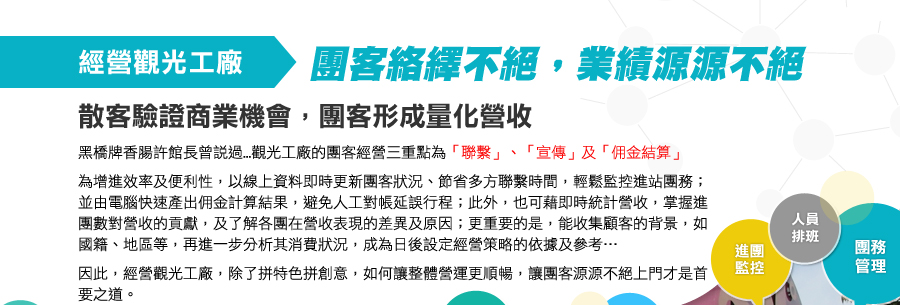 經營觀光工廠
團客絡繹不絕，業績源源不絕
散客驗證商業機會，團客形成量化營收
黑橋牌香腸許館長曾説過…觀光工廠的團客經營三重點為「聯繫」、「宣傳」及「佣金結算」
為增進效率及便利性，以線上資料即時更新團客狀況、節省多方聯繫時間，輕鬆監控進站團務；
並由電腦快速產出佣金計算結果，避免人工對帳延誤行程；此外，也可藉即時統計營收，掌握進
團數對營收的貢獻，及了解各團在營收表現的差異及原因；更重要的是，能收集顧客的背景，如
國籍、地區等，再進一步分析其消費狀況，成為日後設定經營策略的依據及參考…
因此，經營觀光工廠，除了拼特色拼創意，如何讓整體營運更順暢，讓團客源源不絕上門才是首
要之道。
進團
監控
人員
排班
團務
管理